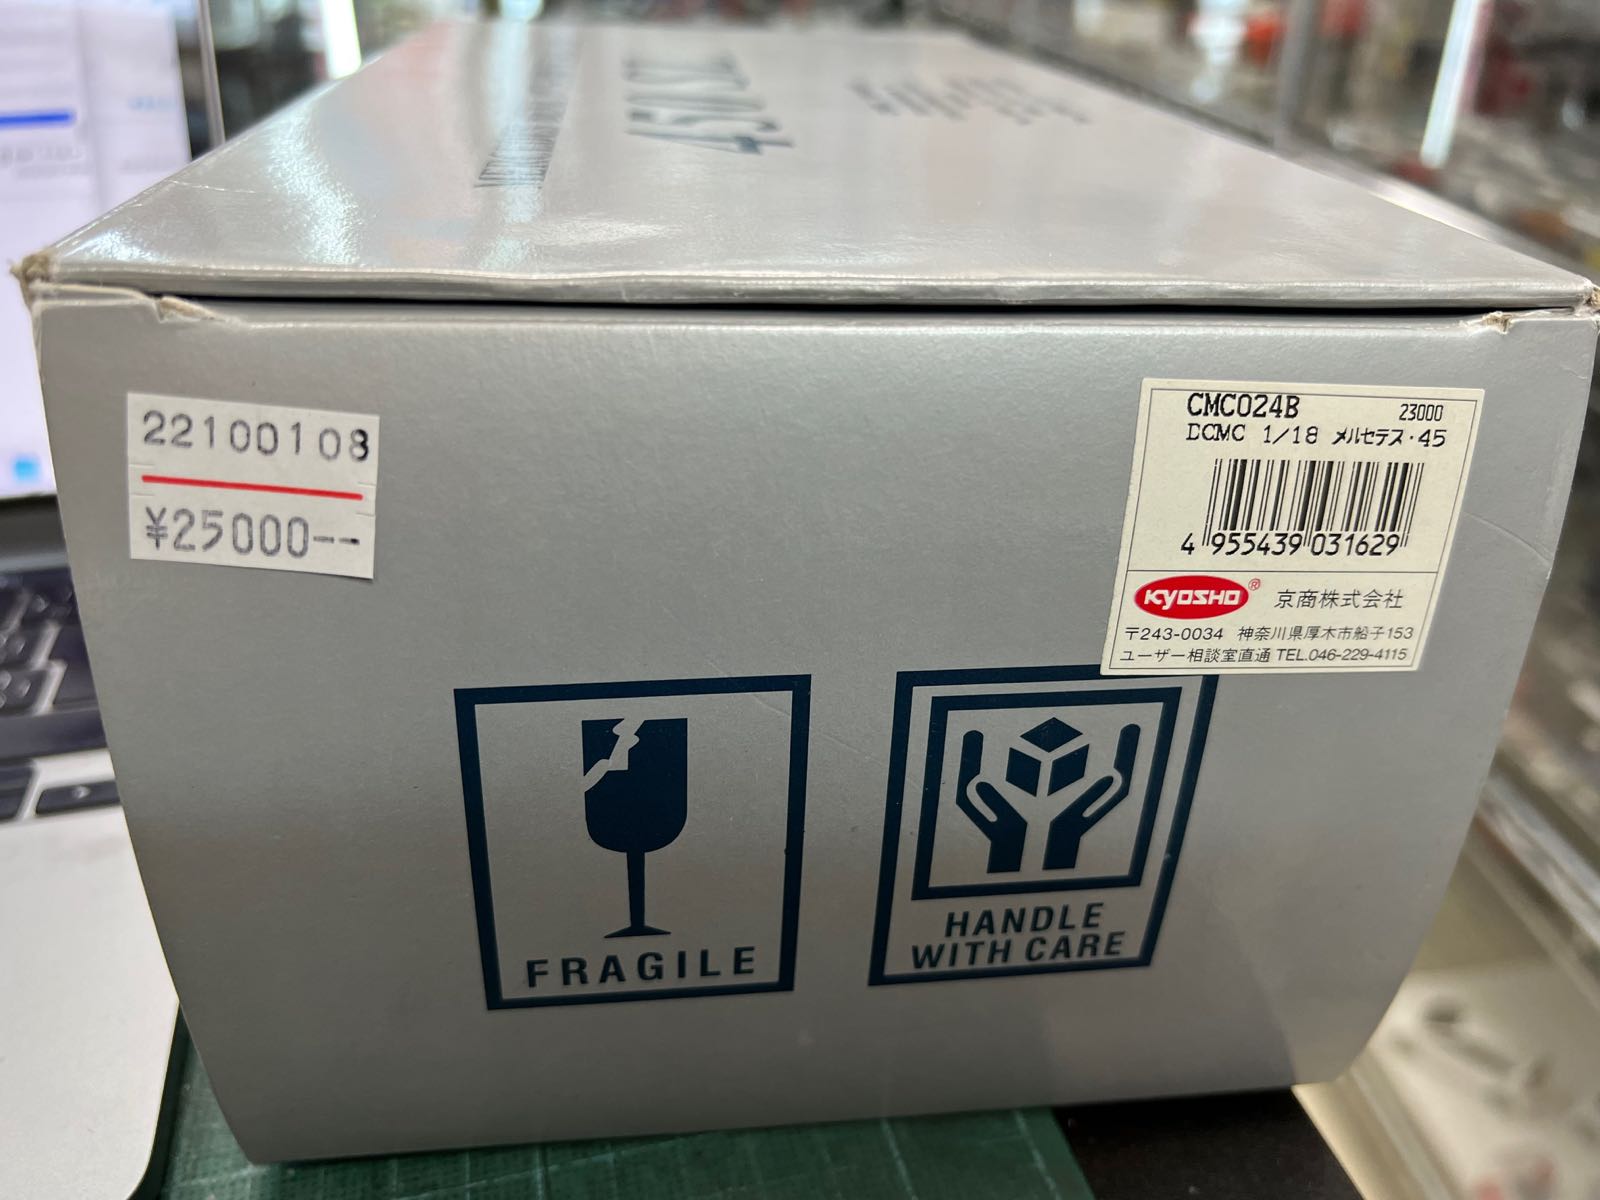 450SLC
22100108
¥25000--
CMC024B 23000
DCMC 1/18 メルセデス・45
4 955439 031629
KYOSHO® 京商株式会社
〒243-0034 神奈川県厚木市船子153
ユーザー相談室直通 TEL.046-229-4115
FRAGILE
HANDLE
WITH CARE